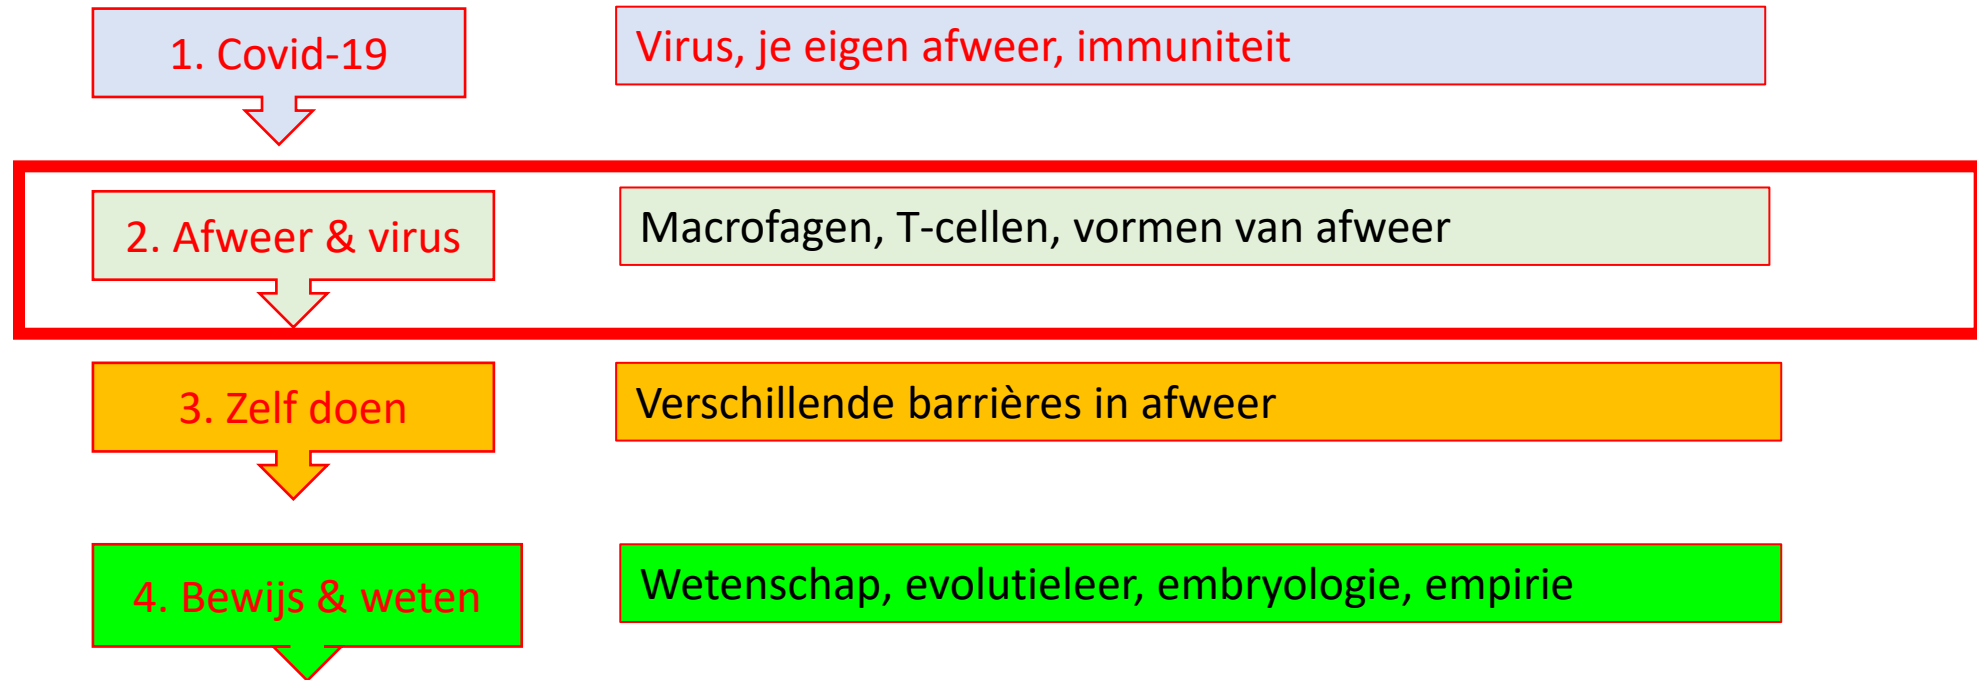 1. Covid-19
Virus, je eigen afweer, immuniteit
2. Afweer & virus
Macrofagen, T-cellen, vormen van afweer
3. Zelf doen
Verschillende barrières in afweer
4. Bewijs & weten
Wetenschap, evolutieleer, embryologie, empirie